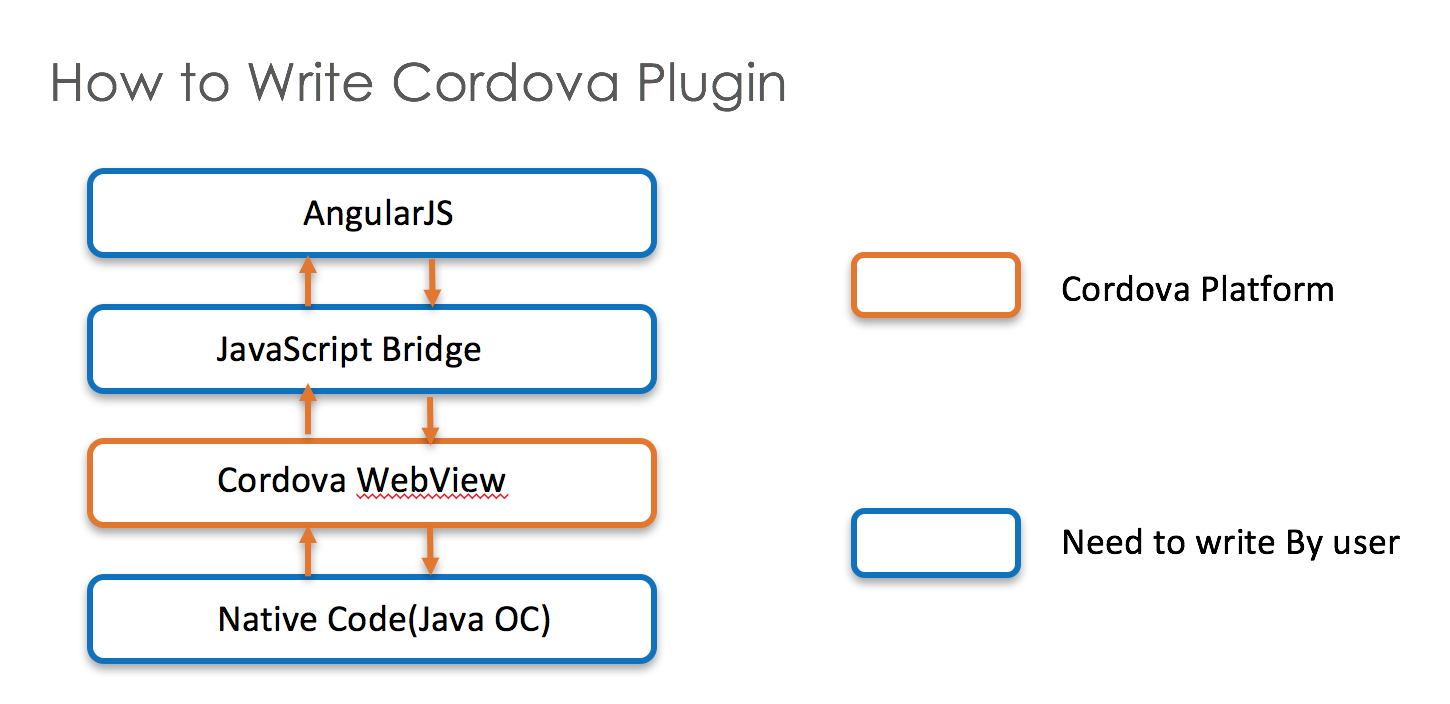 How to Write Cordova Plugin
AngularJS
JavaScript Bridge
Cordova WebView
Native Code(Java OC)
Cordova Platform
Need to write By user